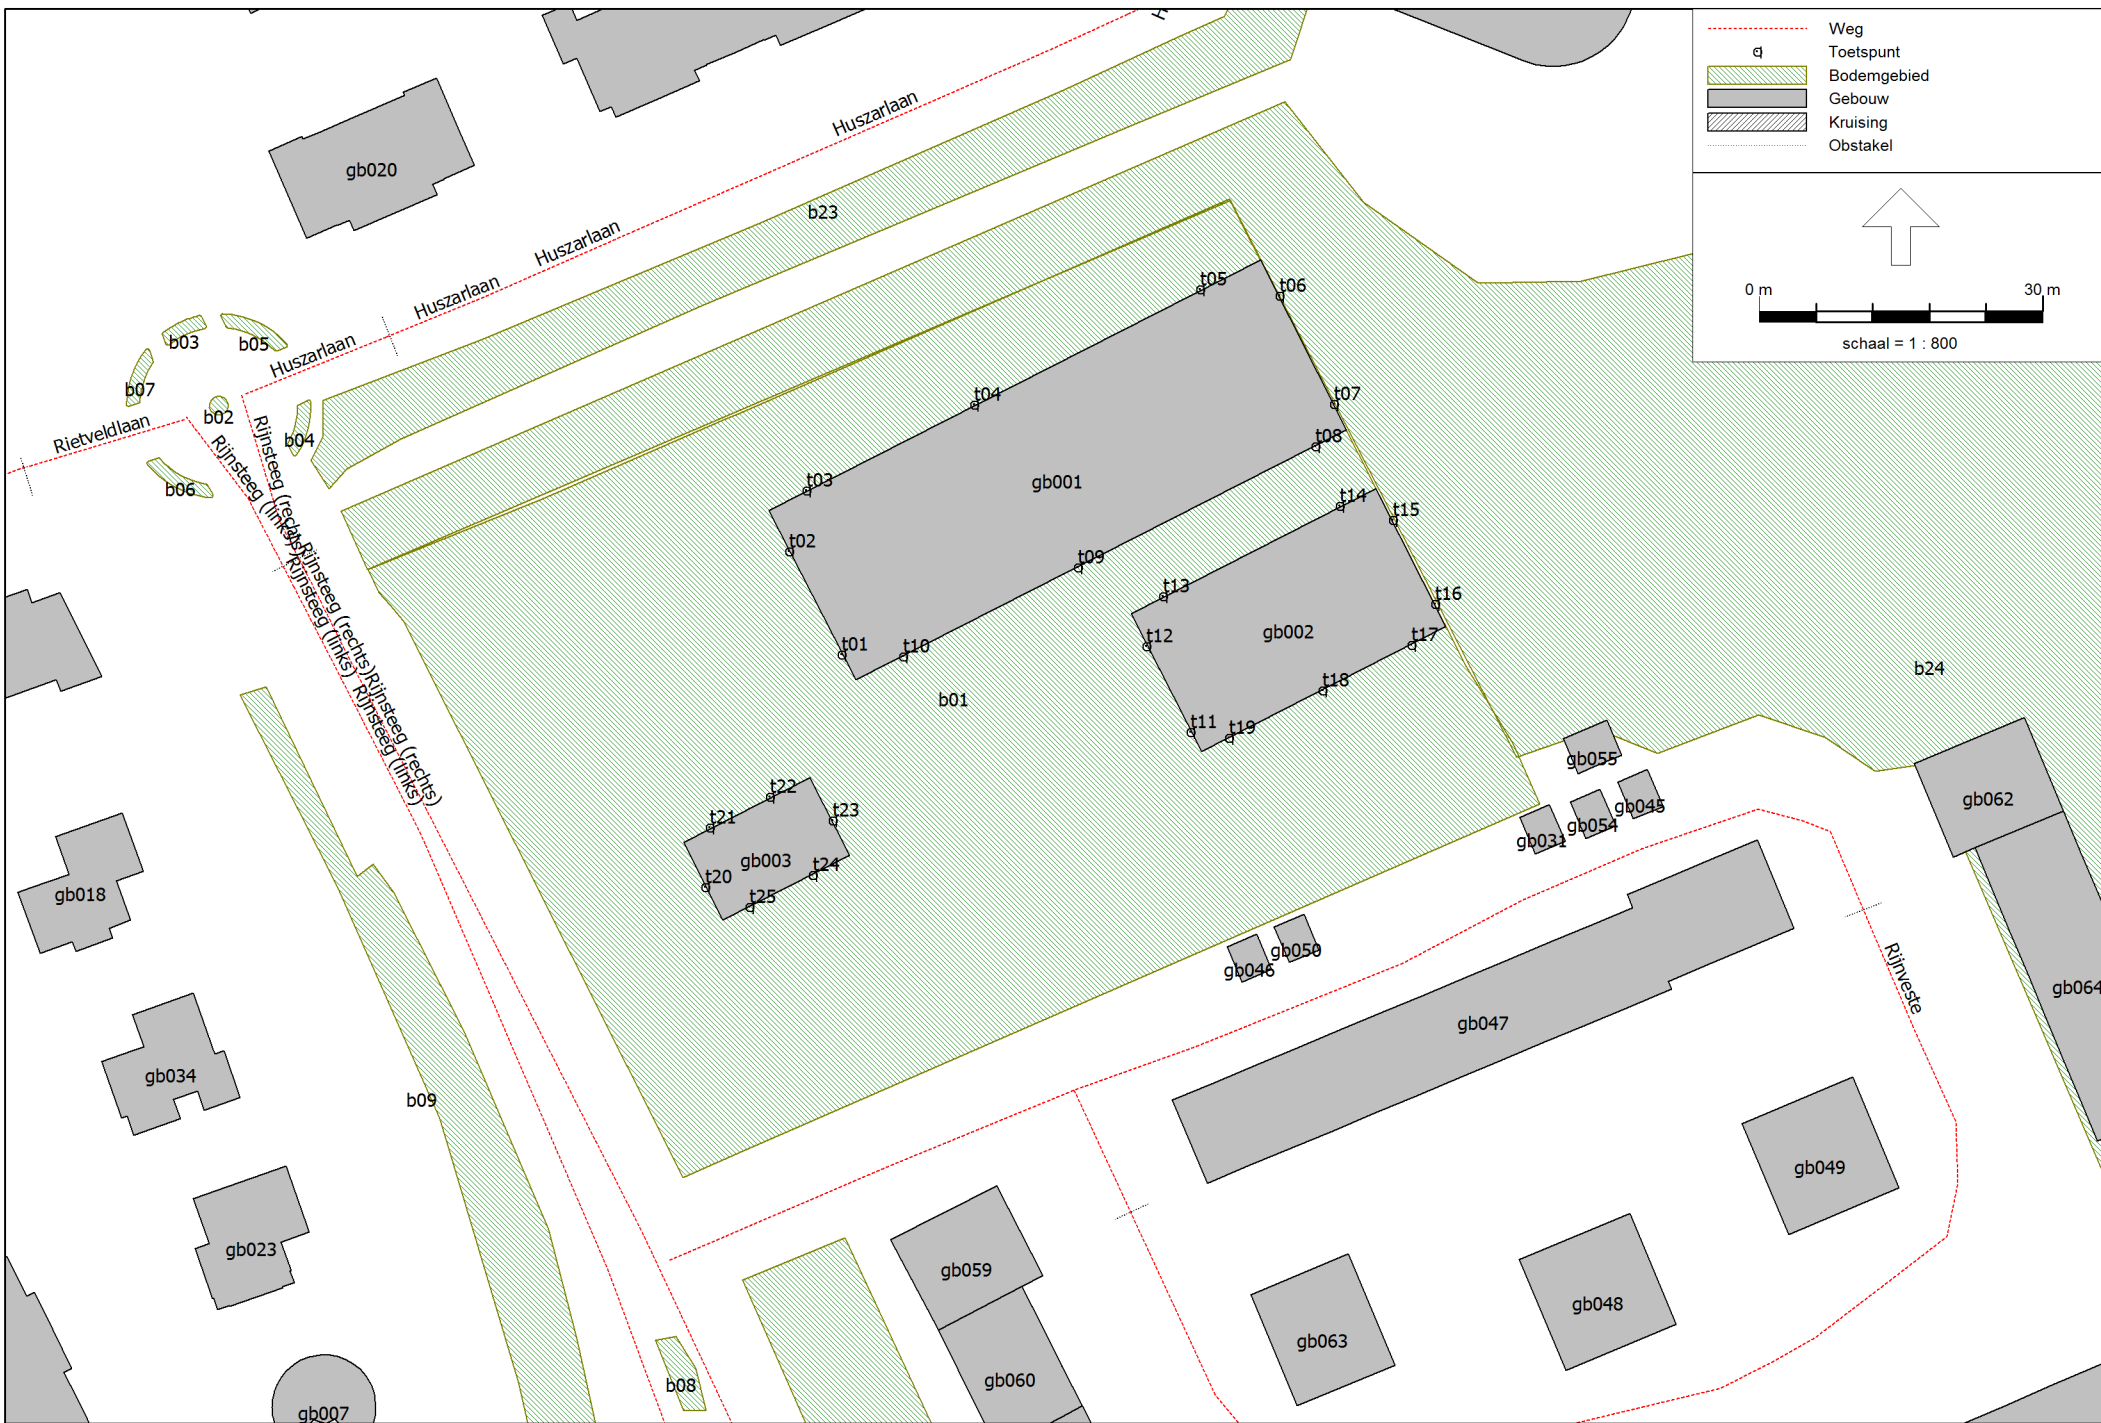 Weg
Toetspunt
Bodemgebied
Gebouw
Kruising
Obstakel
0 m
30 m
schaal = 1 : 800
Huszarlaan
Huszarlaan
Huszarlaan
Huszarlaan
gb020
b23
b03
b05
b07
b02
b04
b06
Rietveldlaan
Rijnsteeg (links)
Rijnsteeg (rechts)
Rijnsteeg (rechts)
Rijnsteeg (links)
Rijnsteeg (rechts)
Rijnsteeg (links)
t05
t06
t04
t07
t08
t03
gb001
t14
t15
t02
t09
t13
t16
t12
gb002
t17
t01
t10
t18
b01
t11
t19
b24
gb055
t22
t21
t23
gb045
gb054
gb031
gb062
gb003
t24
t20
t25
gb018
gb046
gb050
Rijnveste
gb064
gb047
gb034
b09
gb049
gb023
gb059
gb048
gb063
gb060
b08
gb007